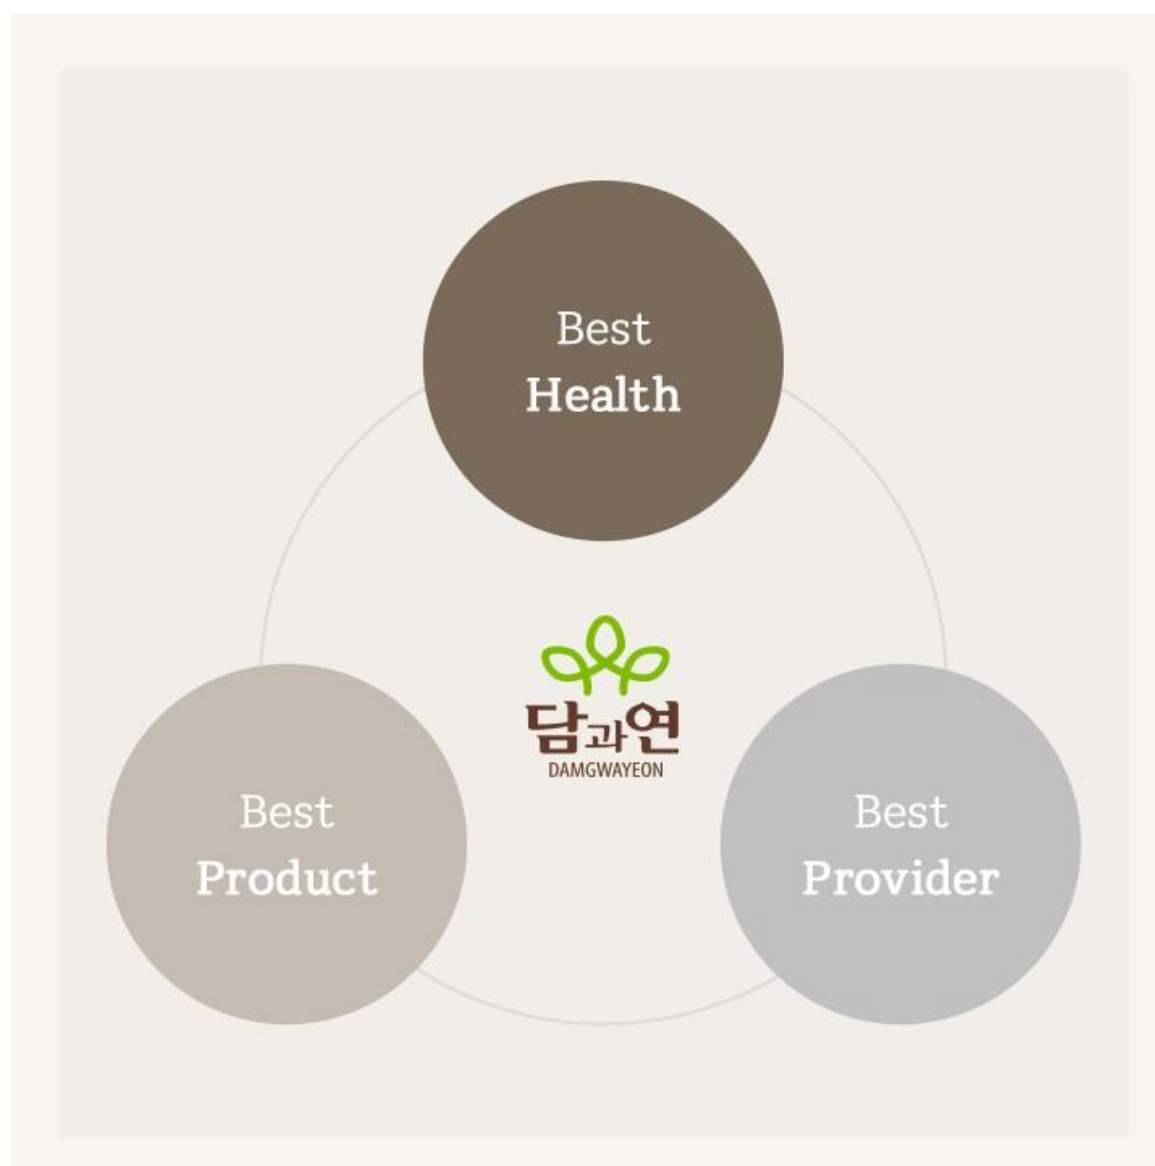 Best
Health
담과연
DAMGWAYEON
Best
Product
Best
Provider